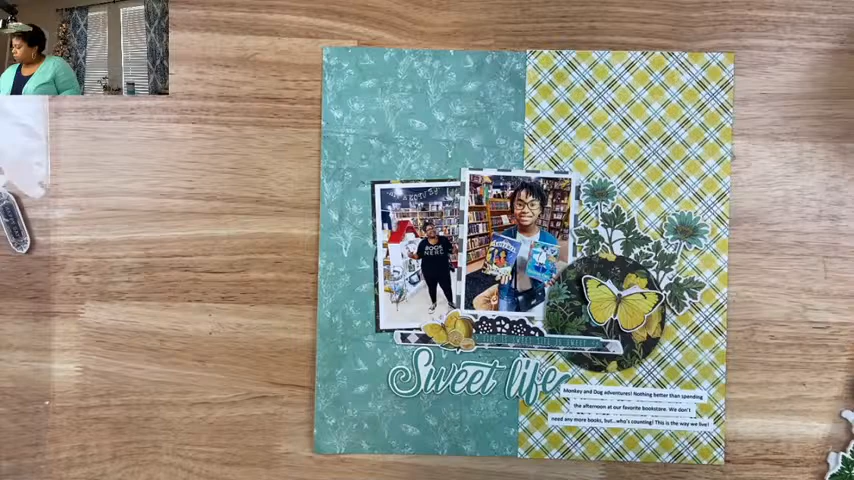 BOOK
NERD
Sweet life
Monkey and Dog adventures! Nothing better than spending
the afternoon at our favorite bookstore. We don't
need any more books, but...who's counting! This is the way we live!